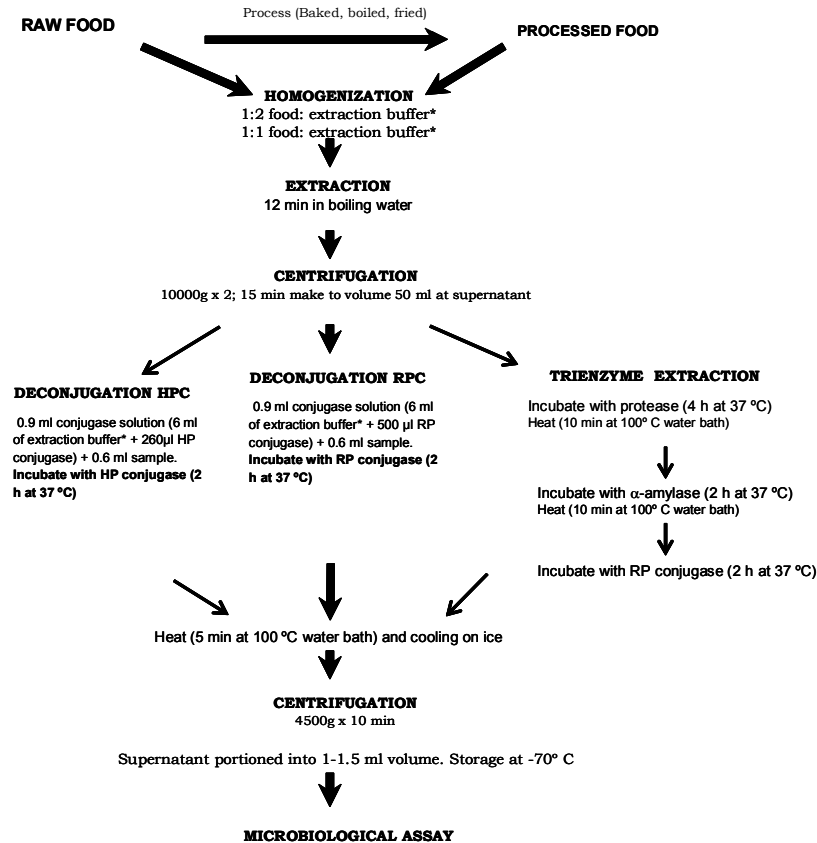 Process (Baked, boiled, fried)
RAW FOOD
PROCESSED FOOD
HOMOGENIZATION
1:2 food: extraction buffer*
1:1 food: extraction buffer*
EXTRACTION
12 min in boiling water
CENTRIFUGATION
10000g x 2; 15 min make to volume 50 ml at supernatant
DECONJUGATION HPC
0.9 ml conjugase solution (6 ml
of extraction buffer* + 260µl HP
conjugase) + 0.6 ml sample.
Incubate with HP conjugase (2
h at 37 ºC)
DECONJUGATION RPC
0.9 ml conjugase solution (6 ml
of extraction buffer* + 500 µl RP
conjugase) + 0.6 ml sample.
Incubate with RP conjugase (2
h at 37 ºC)
TRIENZYME EXTRACTION
Incubate with protease (4 h at 37 ºC)
Heat (10 min at 100º C water bath)
Incubate with α-amylase (2 h at 37 ºC)
Heat (10 min at 100º C water bath)
Incubate with RP conjugase (2 h at 37 ºC)
Heat (5 min at 100 ºC water bath) and cooling on ice
CENTRIFUGATION
4500g x 10 min
Supernatant portioned into 1-1.5 ml volume. Storage at -70º C
MICROBIOLOGICAL ASSAY